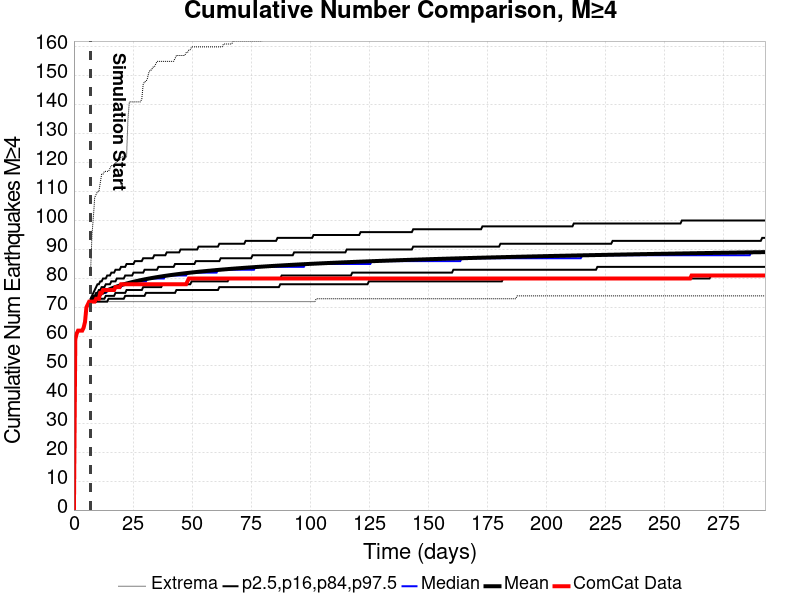 Cumulative Number Comparison, M≥4
Cumulative Num Earthquakes M≥4
160
150
140
130
120
110
100
90
80
70
60
50
40
30
20
10
0
Simulation Start
0 25 50 75 100 125 150 175 200 225 250 275
Time (days)
Extrema p2.5,p16,p84,p97.5 Median Mean ComCat Data